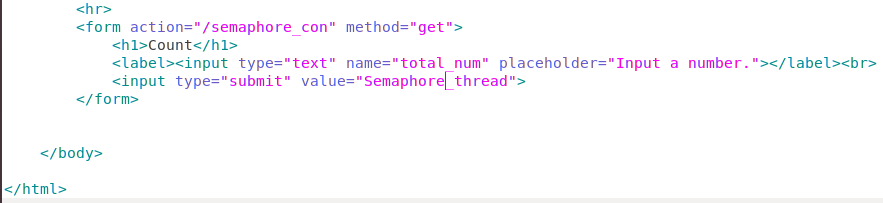 <hr>
<form action="/semaphore_con" method="get">
<h1>Count</h1>
<label><input type="text" name="total_num" placeholder="Input a number."></label><br>
<input type="submit" value="Semaphore_thread">
</form>
</body>
</html>